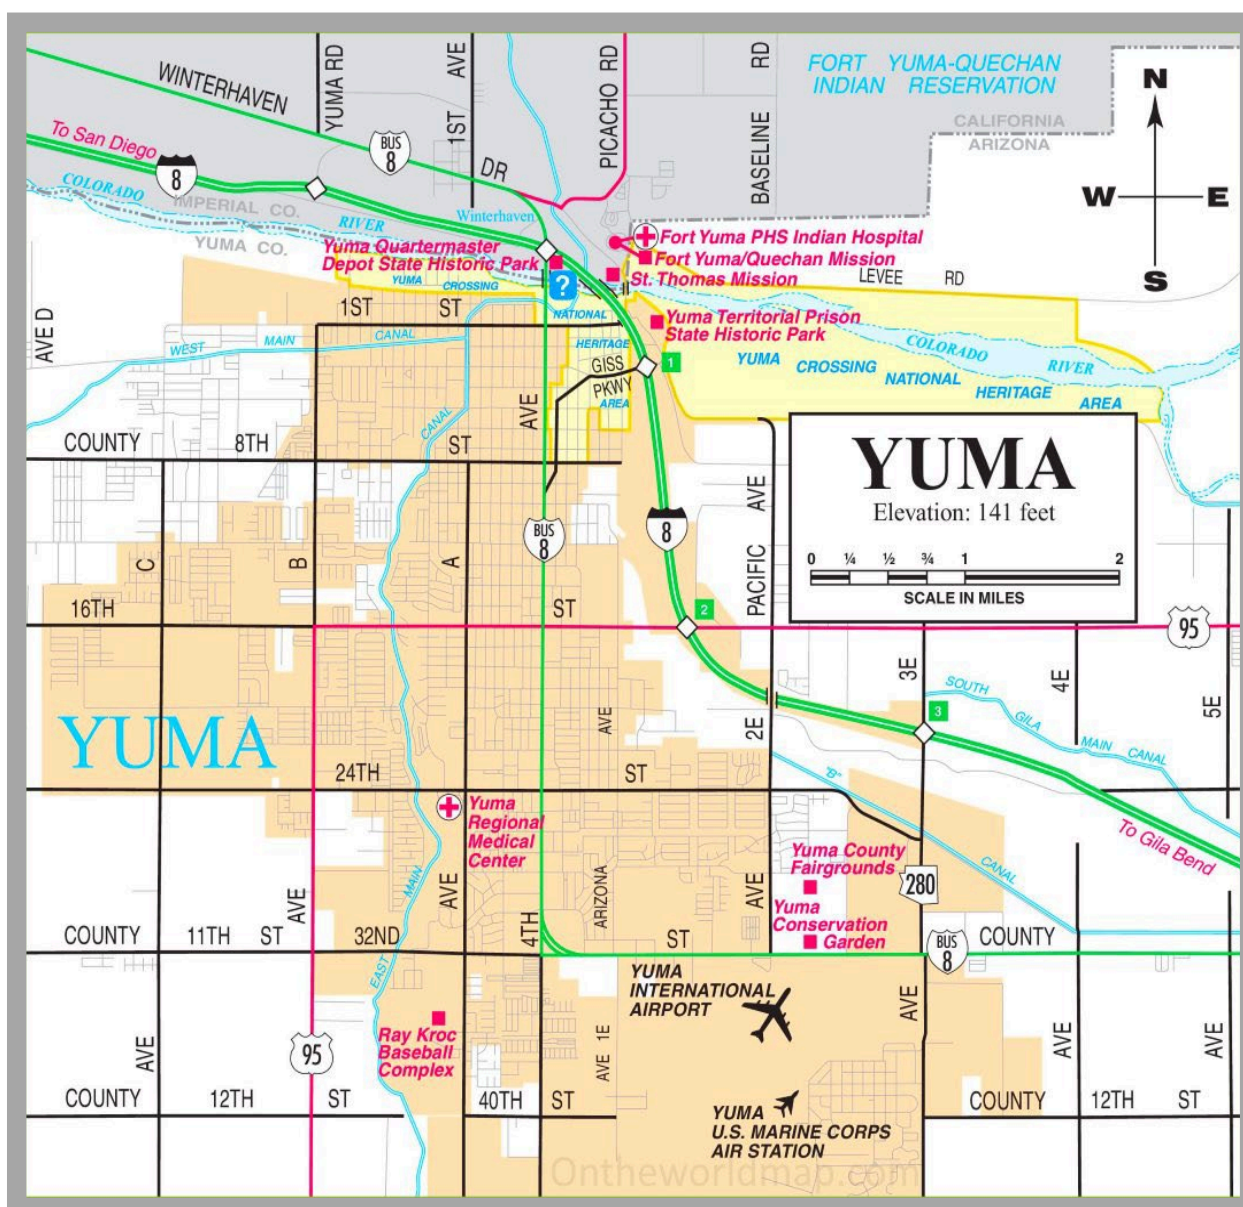 WINTERHAVEN
YUMA RD
1ST AVE
PICACHO RD
BASELINE RD
FORT YUMA-QUECHAN
INDIAN RESERVATION
N
CALIFORNIA
ARIZONA
To San Diego
BUS
8
8
DR
W
E
S
COLORADO
IMPERIAL CO.
RIVER
YUMA CO.
Winterhaven
Yuma Quartermaster
Depot State Historic Park
Fort Yuma PHS Indian Hospital
Fort Yuma/Quechan Mission
St. Thomas Mission
LEVEE RD
YUMA
CROSSING
NATIONAL
HERITAGE
AREA
?
1ST ST
AVE D
WEST MAIN CANAL
Yuma Territorial Prison
State Historic Park
COLORADO
RIVER
YUMA
CROSSING
NATIONAL
HERITAGE
AREA
1
GISS
PKWY
AVE
CANAL
COUNTY 8TH ST
YUMA
Elevation: 141 feet
0 ¼ ½ ¾ 1 2
SCALE IN MILES
BUS
8
8
PACIFIC AVE
C
B
A
16TH ST
2
95
3E
4E
5E
2E
AVE
SOUTH
GILA
MAIN CANAL
3
YUMA
24TH ST
"B"
CANAL
To Gila Bend
Yuma
Regional
Medical
Center
Yuma County
Fairgrounds
280
MAIN
AVE
AVE
ARIZONA
AVE
Yuma
Conservation
Garden
4TH
COUNTY 11TH ST 32ND ST
BUS
8
COUNTY
EAST
YUMA
INTERNATIONAL
AIRPORT
AVE
AVE
AVE
AVE
95
Ray Kroc
Baseball
Complex
AVE 1E
COUNTY 12TH ST 40TH ST
COUNTY 12TH ST
YUMA
U.S. MARINE CORPS
AIR STATION
Ontheworldmap.com